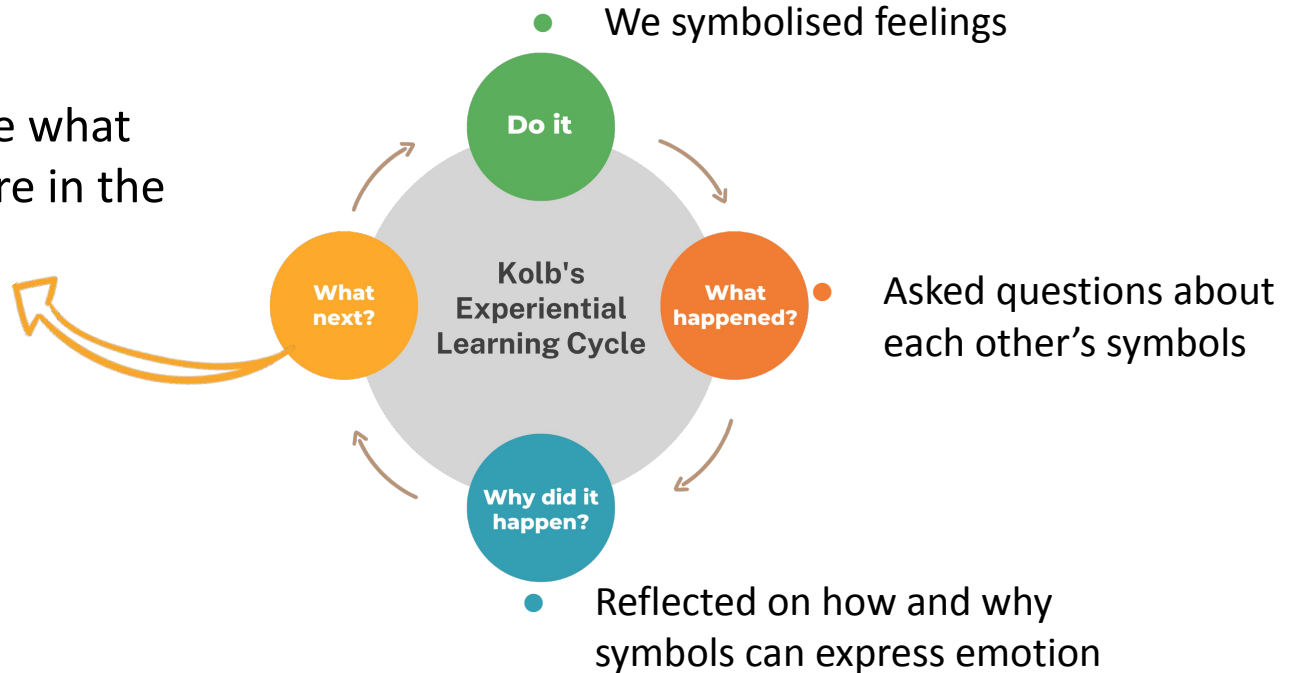 We symbolised feelings
e what
re in the
Do it
What
next?
Kolb's
Experiential
Learning Cycle
What
happened?
Asked questions about
each other’s symbols
Why did it
happen?
Reflected on how and why
symbols can express emotion